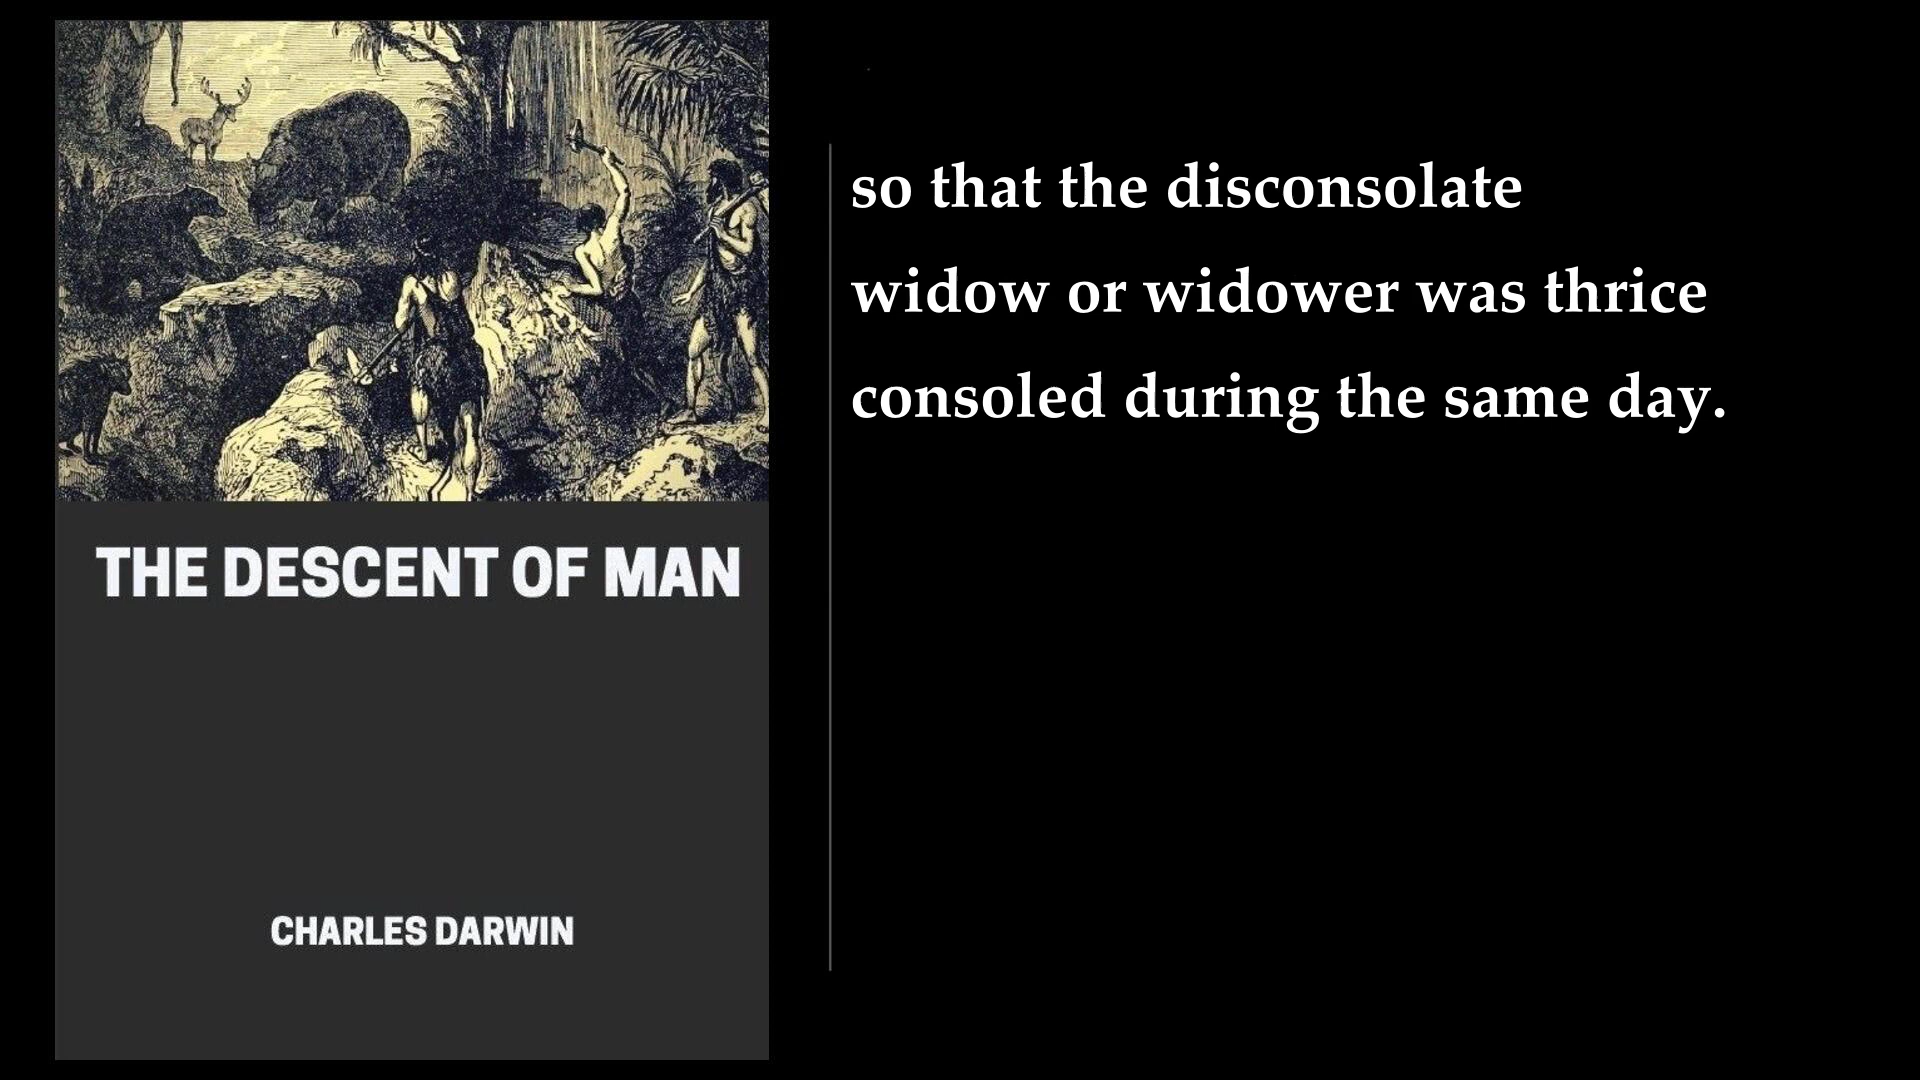 THE DESCENT OF MAN
CHARLES DARWIN
so that the disconsolate
widow or widower was thrice
consoled during the same day.